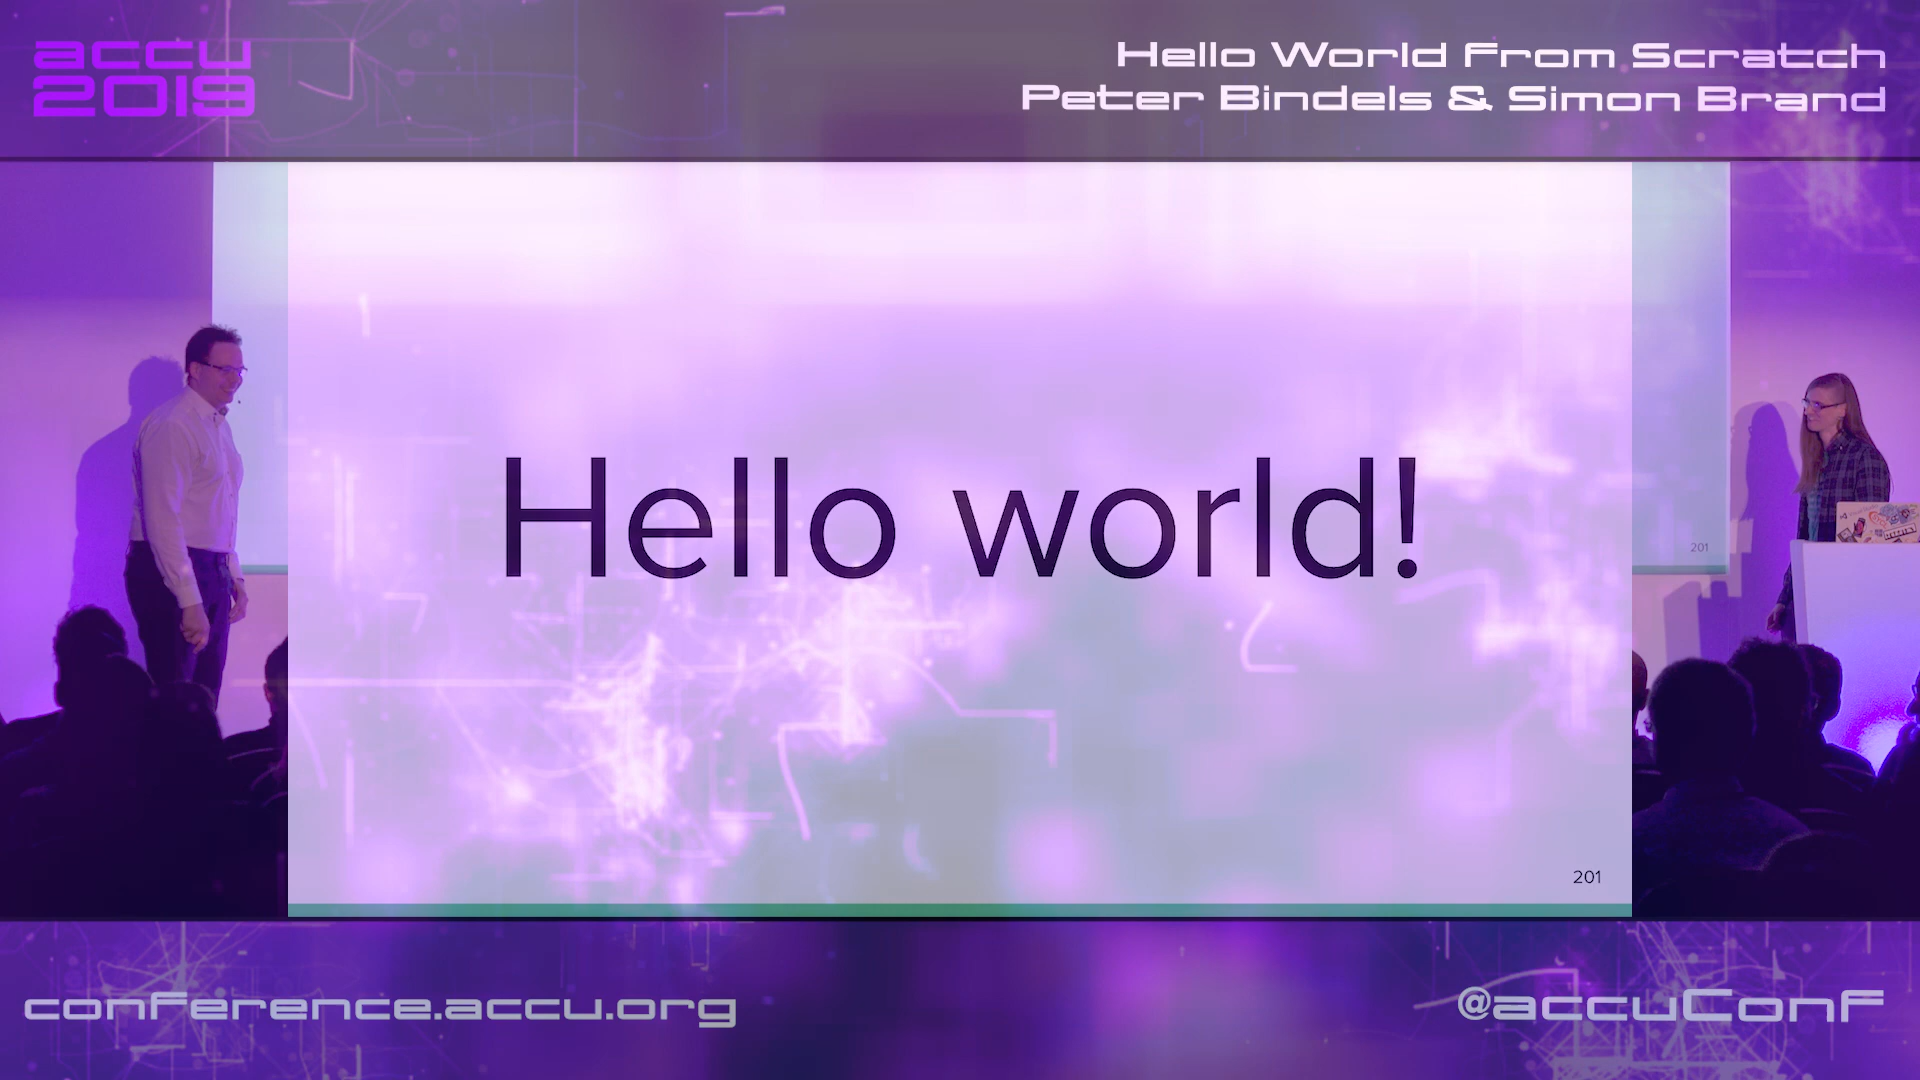 accu
2019
Hello World From Scratch
Peter Bindels & Simon Brand
Hello world!
201
201
conference.accu.org
@accuConf